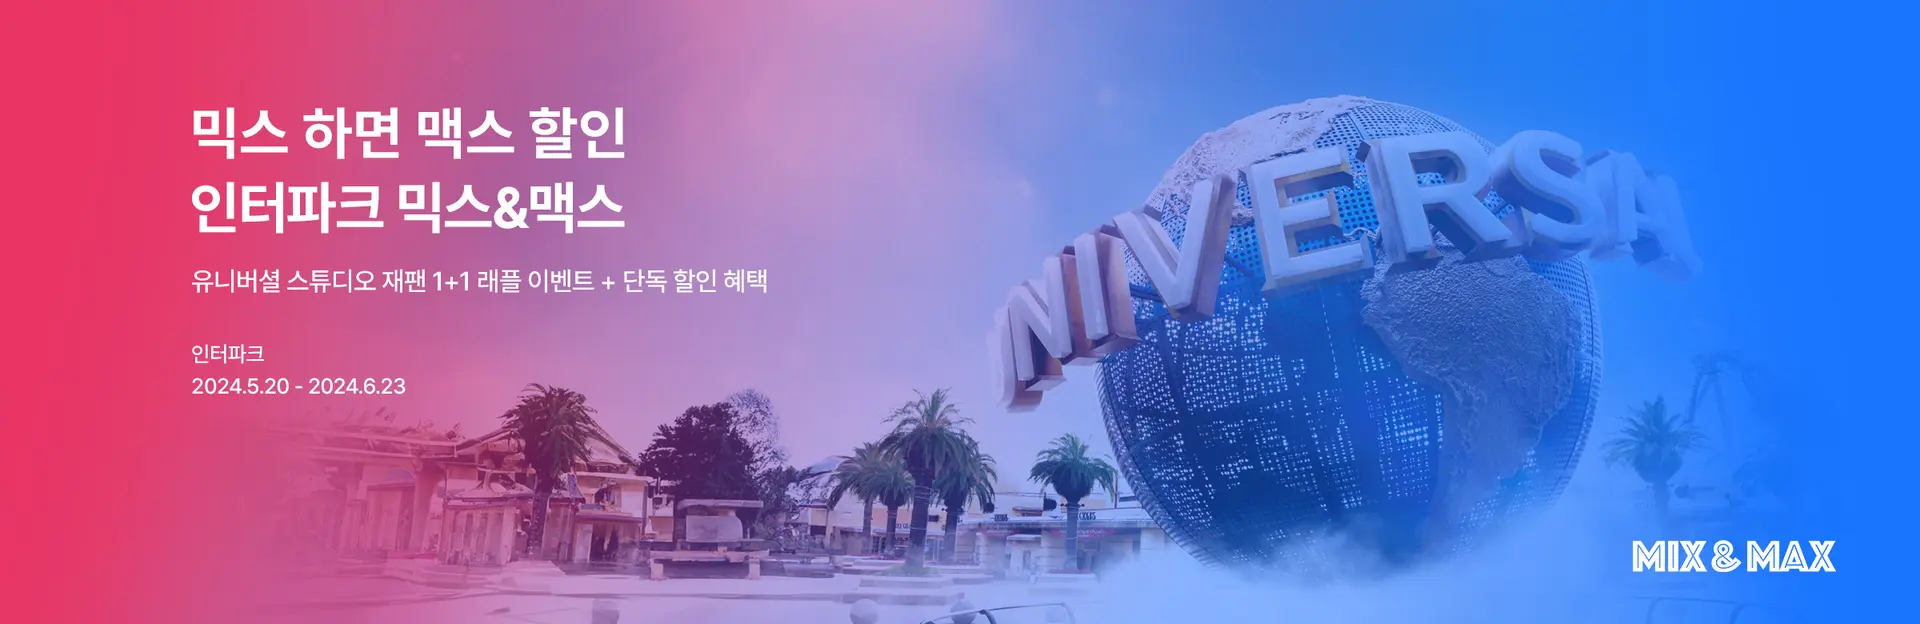 믹스 하면 맥스 할인
인터파크 믹스&맥스
유니버셜 스튜디오 재팬 1+1 래플 이벤트 + 단독 할인 혜택
인터파크
2024.5.20 - 2024.6.23
NIVERSA
MIX & MAX